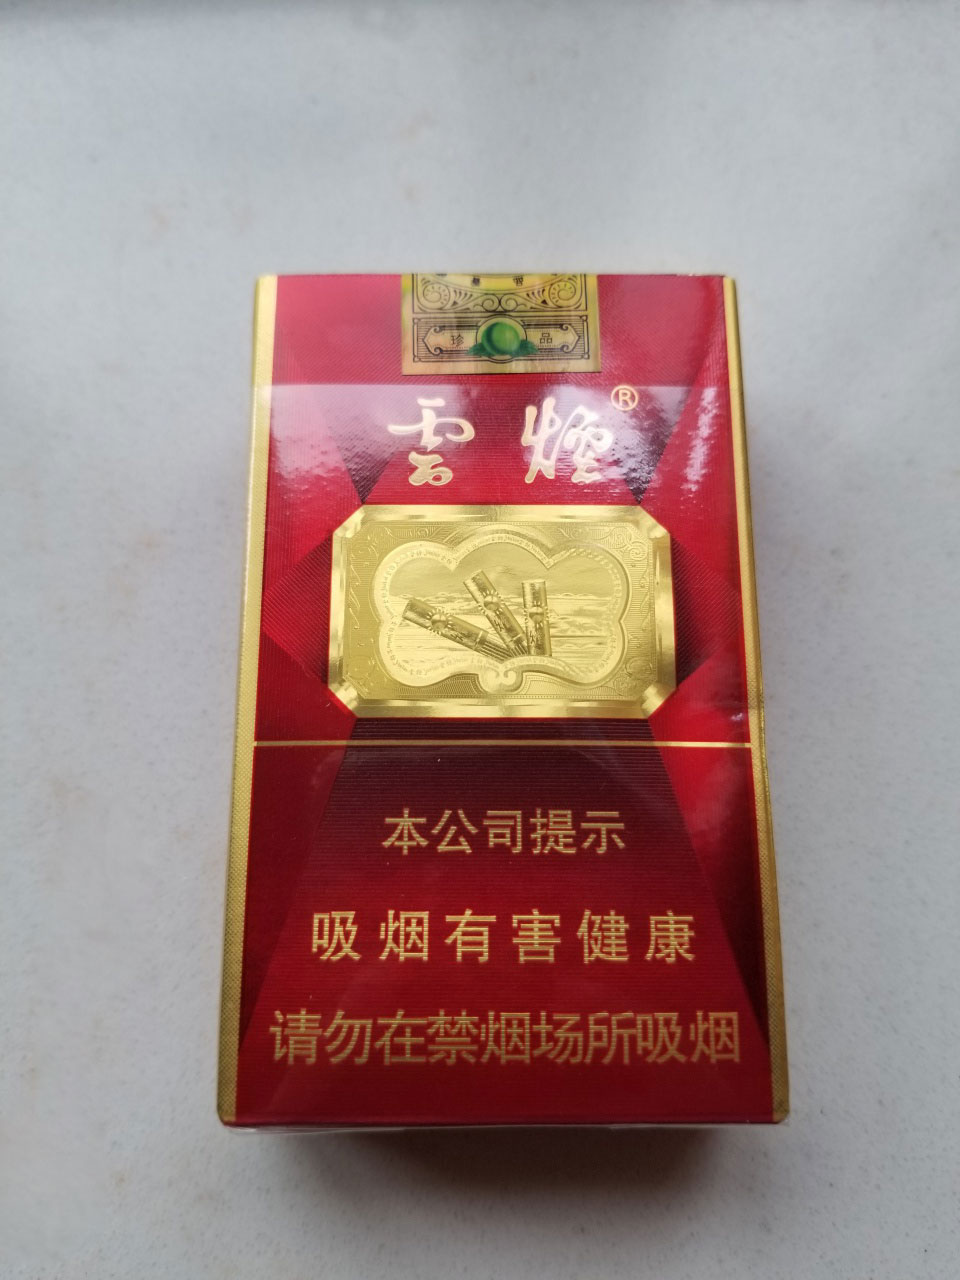 珍 品
雲煙®
本公司提示
吸烟有害健康
请勿在禁烟场所吸烟